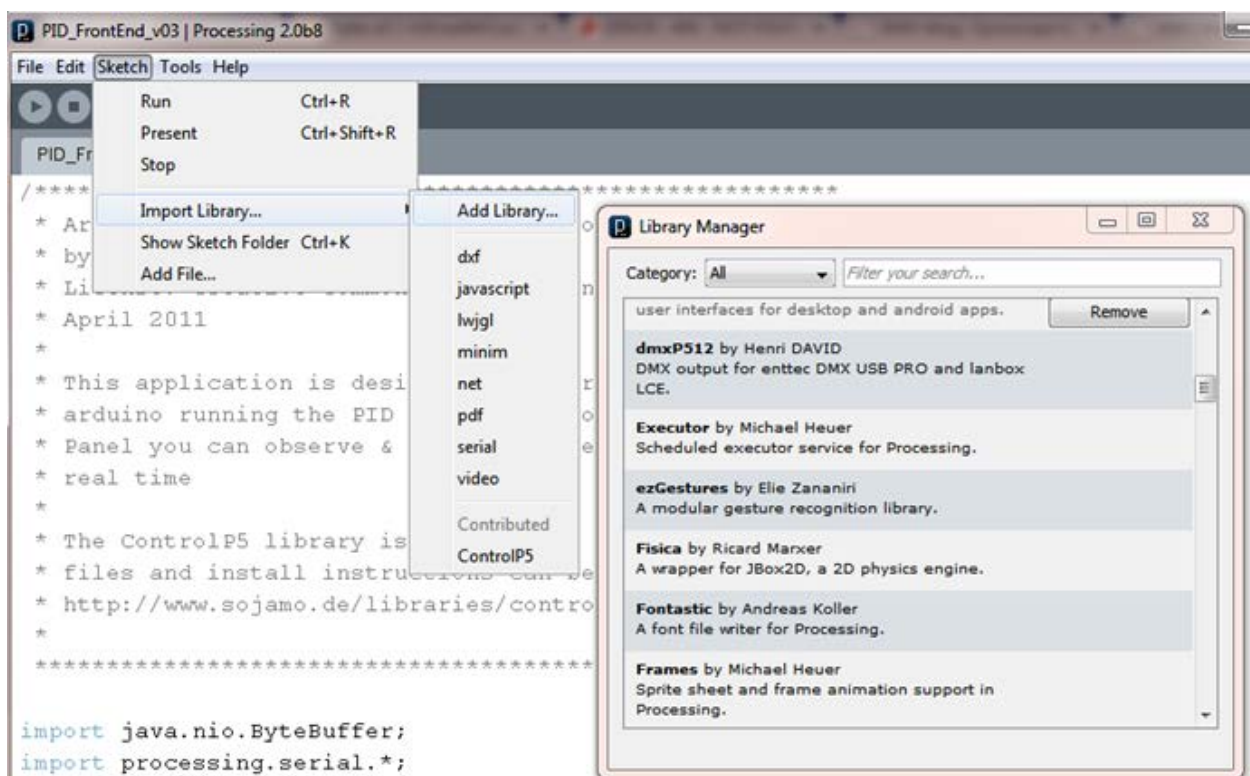 PID_FrontEnd_v03 | Processing 2.0b8
File Edit Sketch Tools Help
Run Ctrl+R
Present Ctrl+Shift+R
Stop
Import Library...
Show Sketch Folder Ctrl+K
Add File...
Add Library...
dxf
javascript
lwjgl
minim
net
pdf
serial
video
Contributed
ControlP5
PID_Fr
/****
* Ar
* by
* Li
* April 2011
*
* This application is desi
* arduino running the PID
* Panel you can observe &
* real time
*
* The ControlP5 library is
* files and install
* http://www.sojamo.de/libraries/contro
*
import java.nio.ByteBuffer;
import processing.serial.*;
Library Manager
Category: All Filter your search...
user interfaces for desktop and android apps.
Remove
dmxP512 by Henri DAVID
DMX output for enttec DMX USB PRO and lanbox
LCE.
Executor by Michael Heuer
Scheduled executor service for Processing.
ezGestures by Elie Zananiri
A modular gesture recognition library.
Fisica by Ricard Marxer
A wrapper for JBox2D, a 2D physics engine.
Fontastic by Andreas Koller
A font file writer for Processing.
Frames by Michael Heuer
Sprite sheet and frame animation support in
Processing.